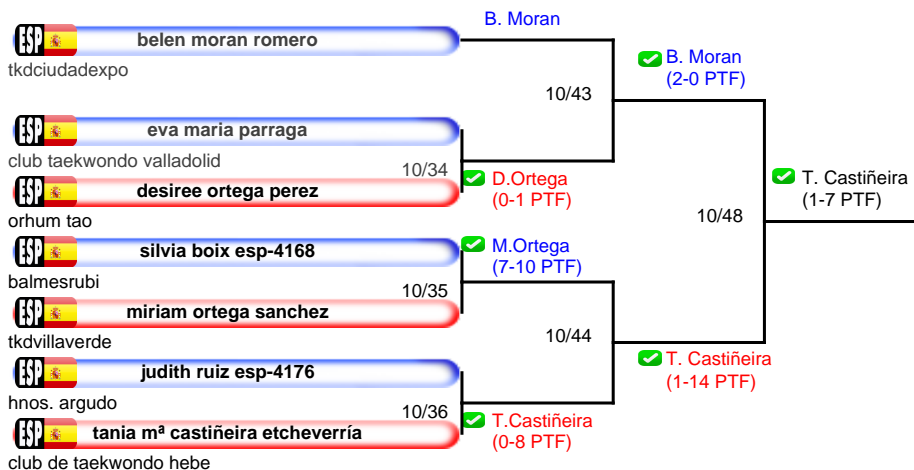 B. Moran
ESP belen moran romero
tkdciudadexpo
B. Moran
(2-0 PTF)
10/43
ESP eva maria parraga
club taekwondo valladolid
10/34
ESP desiree ortega perez
orhum tao
D.Ortega
(0-1 PTF)
T. Castiñeira
(1-7 PTF)
10/48
ESP silvia boix esp-4168
balmesrubi
M.Ortega
(7-10 PTF)
10/35
ESP miriam ortega sanchez
tkdvillaverde
10/44
T. Castiñeira
(1-14 PTF)
ESP judith ruiz esp-4176
hnos. argudo
10/36
ESP tania mª castiñeira etcheverría
club de taekwondo hebe
T.Castiñeira
(0-8 PTF)